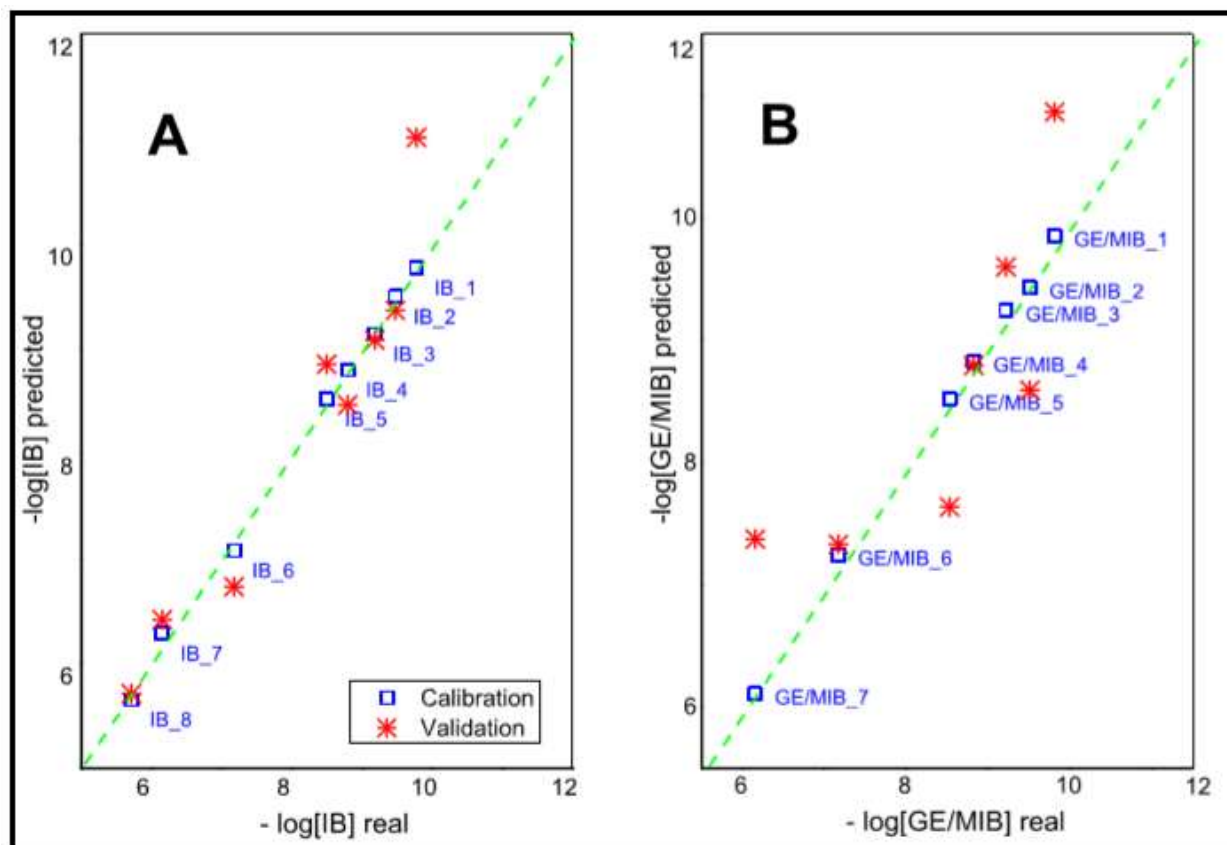 A
12
10
8
6
-log[IB] predicted
IB_1
IB_2
IB_3
IB_4
IB_5
IB_6
IB_7
IB_8
Calibration
Validation
6 8 10 12
- log[IB] real
B
12
10
8
6
-log[GE/MIB] predicted
GE/MIB_1
GE/MIB_2
GE/MIB_3
GE/MIB_4
GE/MIB_5
GE/MIB_6
GE/MIB_7
6 8 10 12
- log[GE/MIB] real